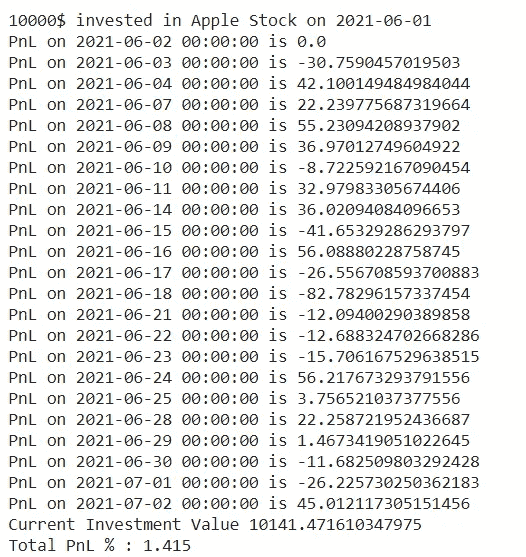 10000$ invested in Apple Stock on 2021-06-01
PnL on 2021-06-02 00:00:00 is 0.0
PnL on 2021-06-03 00:00:00 is -30.7590457019503
PnL on 2021-06-04 00:00:00 is 42.100149484984044
PnL on 2021-06-07 00:00:00 is 22.239775687319664
PnL on 2021-06-08 00:00:00 is 55.23094208937902
PnL on 2021-06-09 00:00:00 is 36.97012749604922
PnL on 2021-06-10 00:00:00 is -8.722592167090454
PnL on 2021-06-11 00:00:00 is 32.97983305674406
PnL on 2021-06-14 00:00:00 is 36.02094084096653
PnL on 2021-06-15 00:00:00 is -41.65329286293797
PnL on 2021-06-16 00:00:00 is 56.08880228758745
PnL on 2021-06-17 00:00:00 is -26.556708593700883
PnL on 2021-06-18 00:00:00 is -82.78296157337454
PnL on 2021-06-21 00:00:00 is -12.09400290389858
PnL on 2021-06-22 00:00:00 is -12.688324702668286
PnL on 2021-06-23 00:00:00 is -15.706167529638515
PnL on 2021-06-24 00:00:00 is 56.217673293791556
PnL on 2021-06-25 00:00:00 is 3.756521037377556
PnL on 2021-06-28 00:00:00 is 22.258721952436687
PnL on 2021-06-29 00:00:00 is 1.4673419051022645
PnL on 2021-06-30 00:00:00 is -11.682509803292428
PnL on 2021-07-01 00:00:00 is -26.225730250362183
PnL on 2021-07-02 00:00:00 is 45.012117305151456
Current Investment Value 10141.471610347975
Total PnL % : 1.415